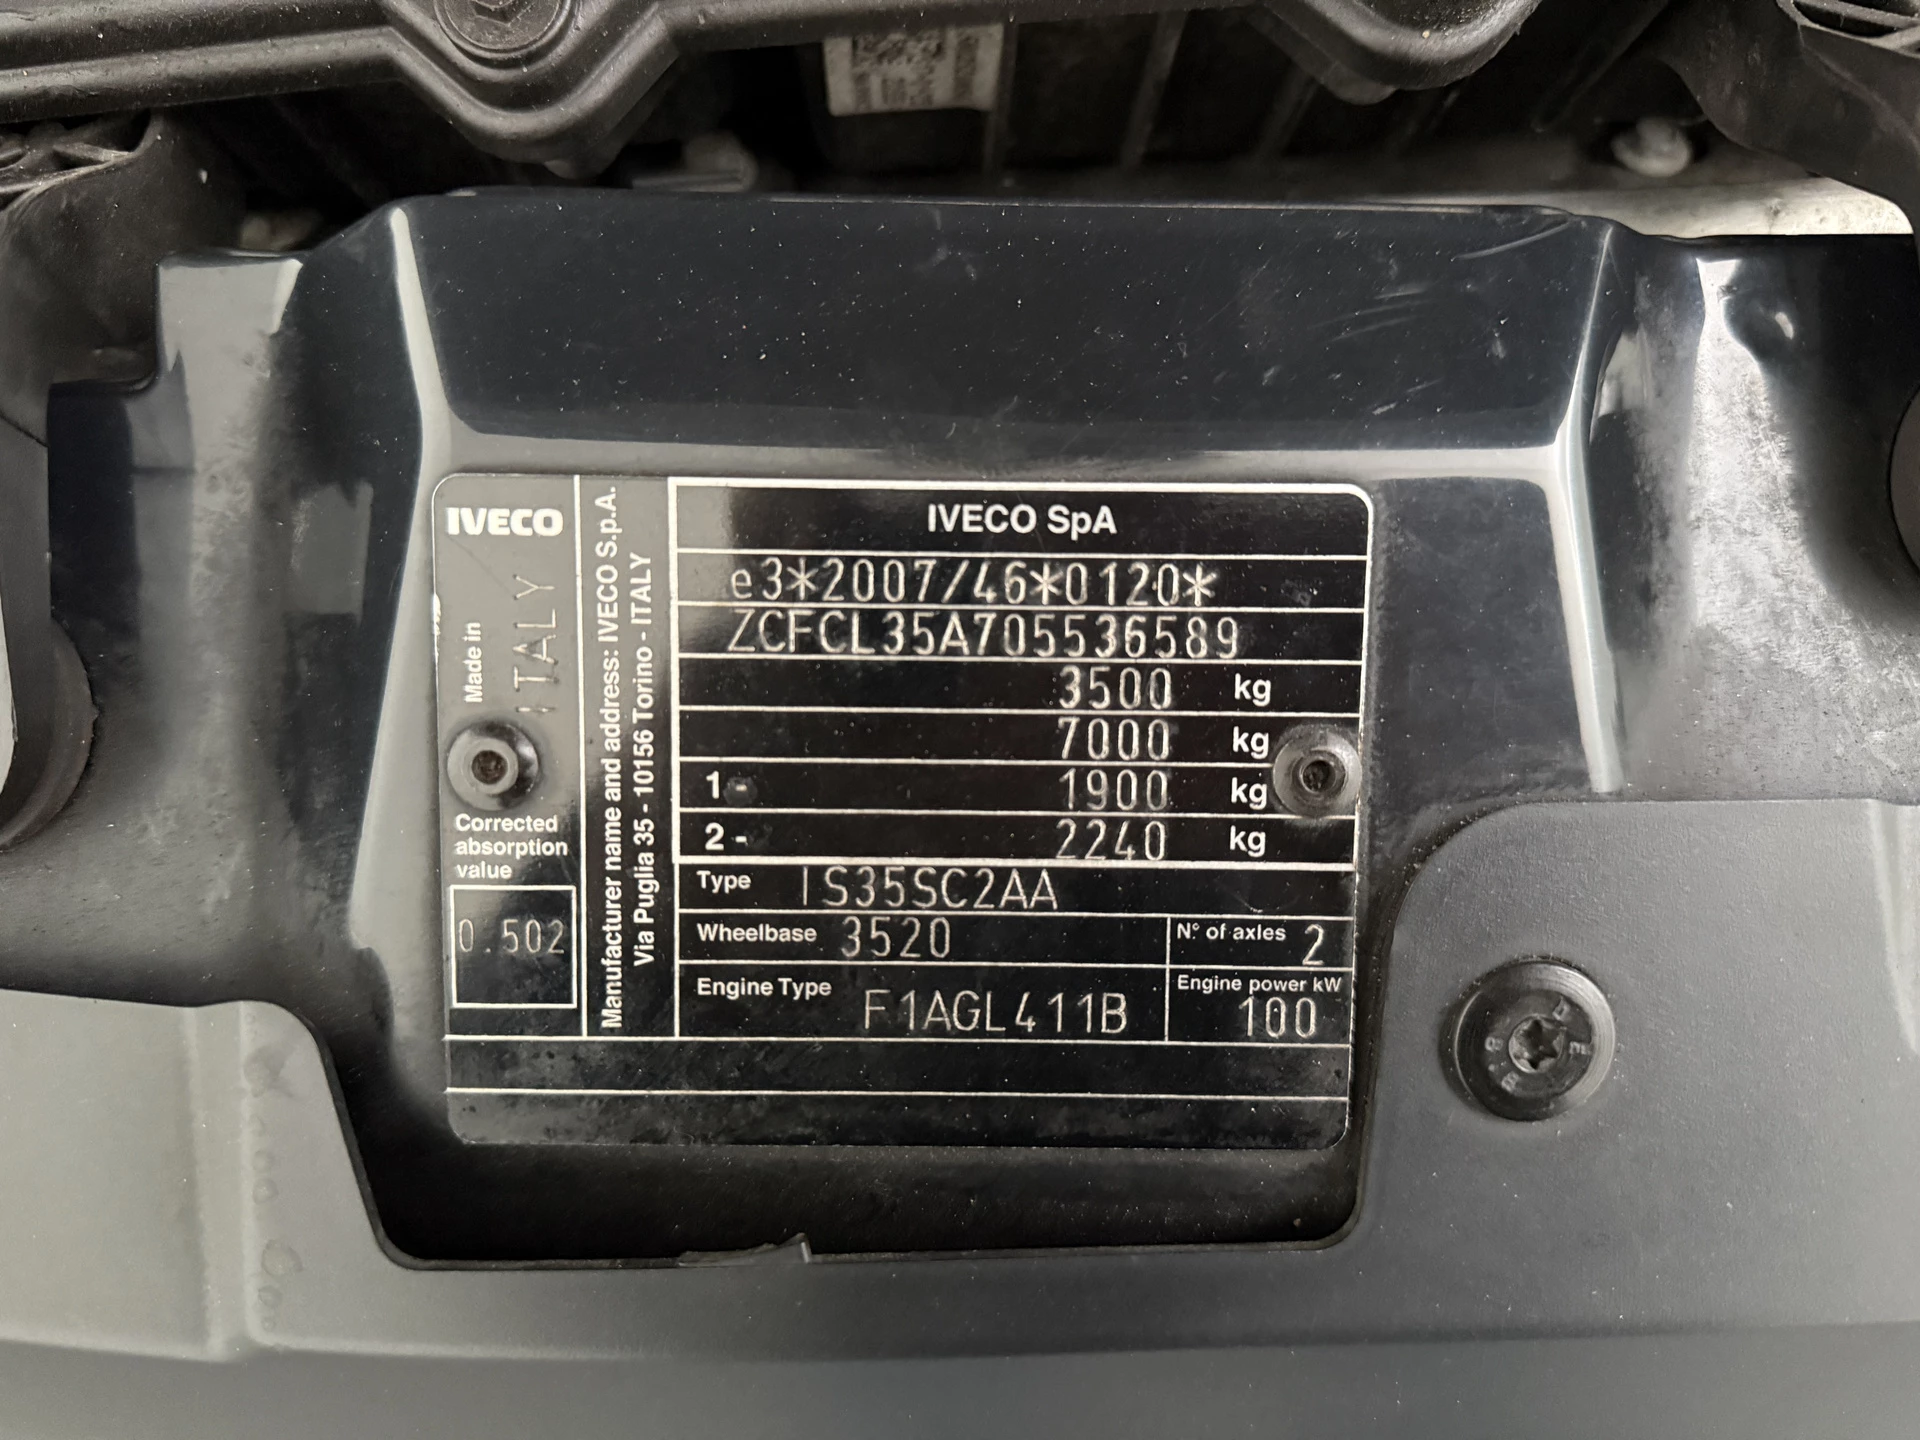 IVECO
Made in
ITALY
Corrected
absorption
value
0.502
Manufacturer name and address: IVECO S.p.A.
Via Puglia 35 - 10156 Torino - ITALY
IVECO SpA
e3*2007/46*0120*
ZCFCL35A705536589
3500 kg
7000 kg
1 - 1900 kg
2 - 2240 kg
Type IS35SC2AA
Wheelbase 3520
N° of axles 2
Engine Type F1AGL411B
Engine power kW
100